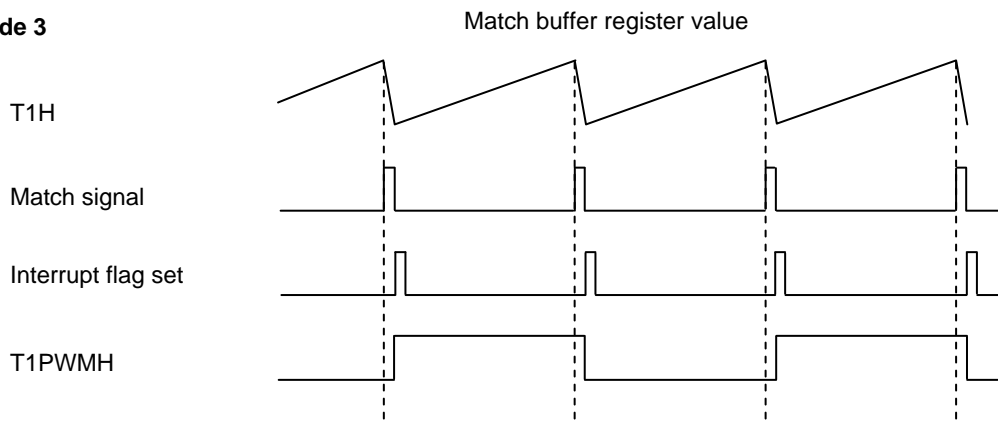 de 3
Match buffer register value
T1H
Match signal
Interrupt flag set
T1PWMH